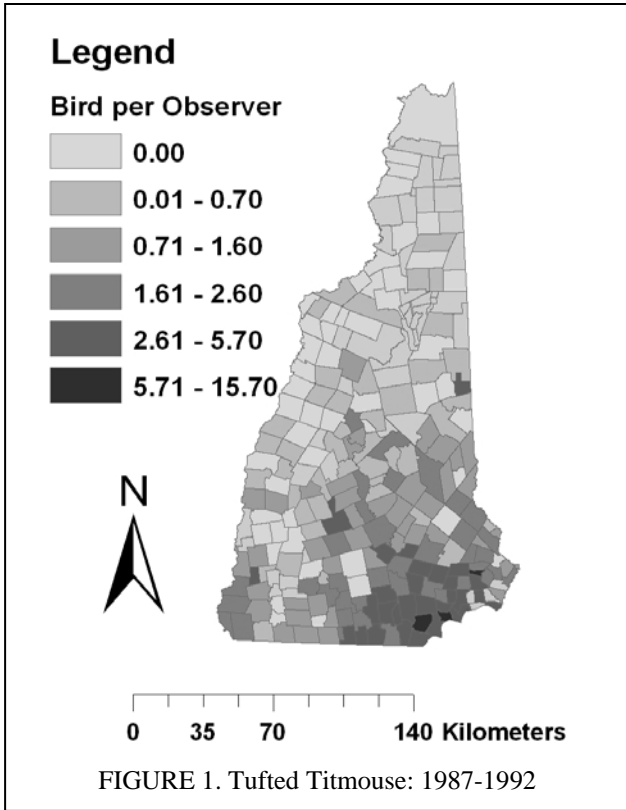 Legend
Bird per Observer
0.00
0.01 - 0.70
0.71 - 1.60
1.61 - 2.60
2.61 - 5.70
5.71 - 15.70
N
0 35 70 140 Kilometers
FIGURE 1. Tufted Titmouse: 1987-1992